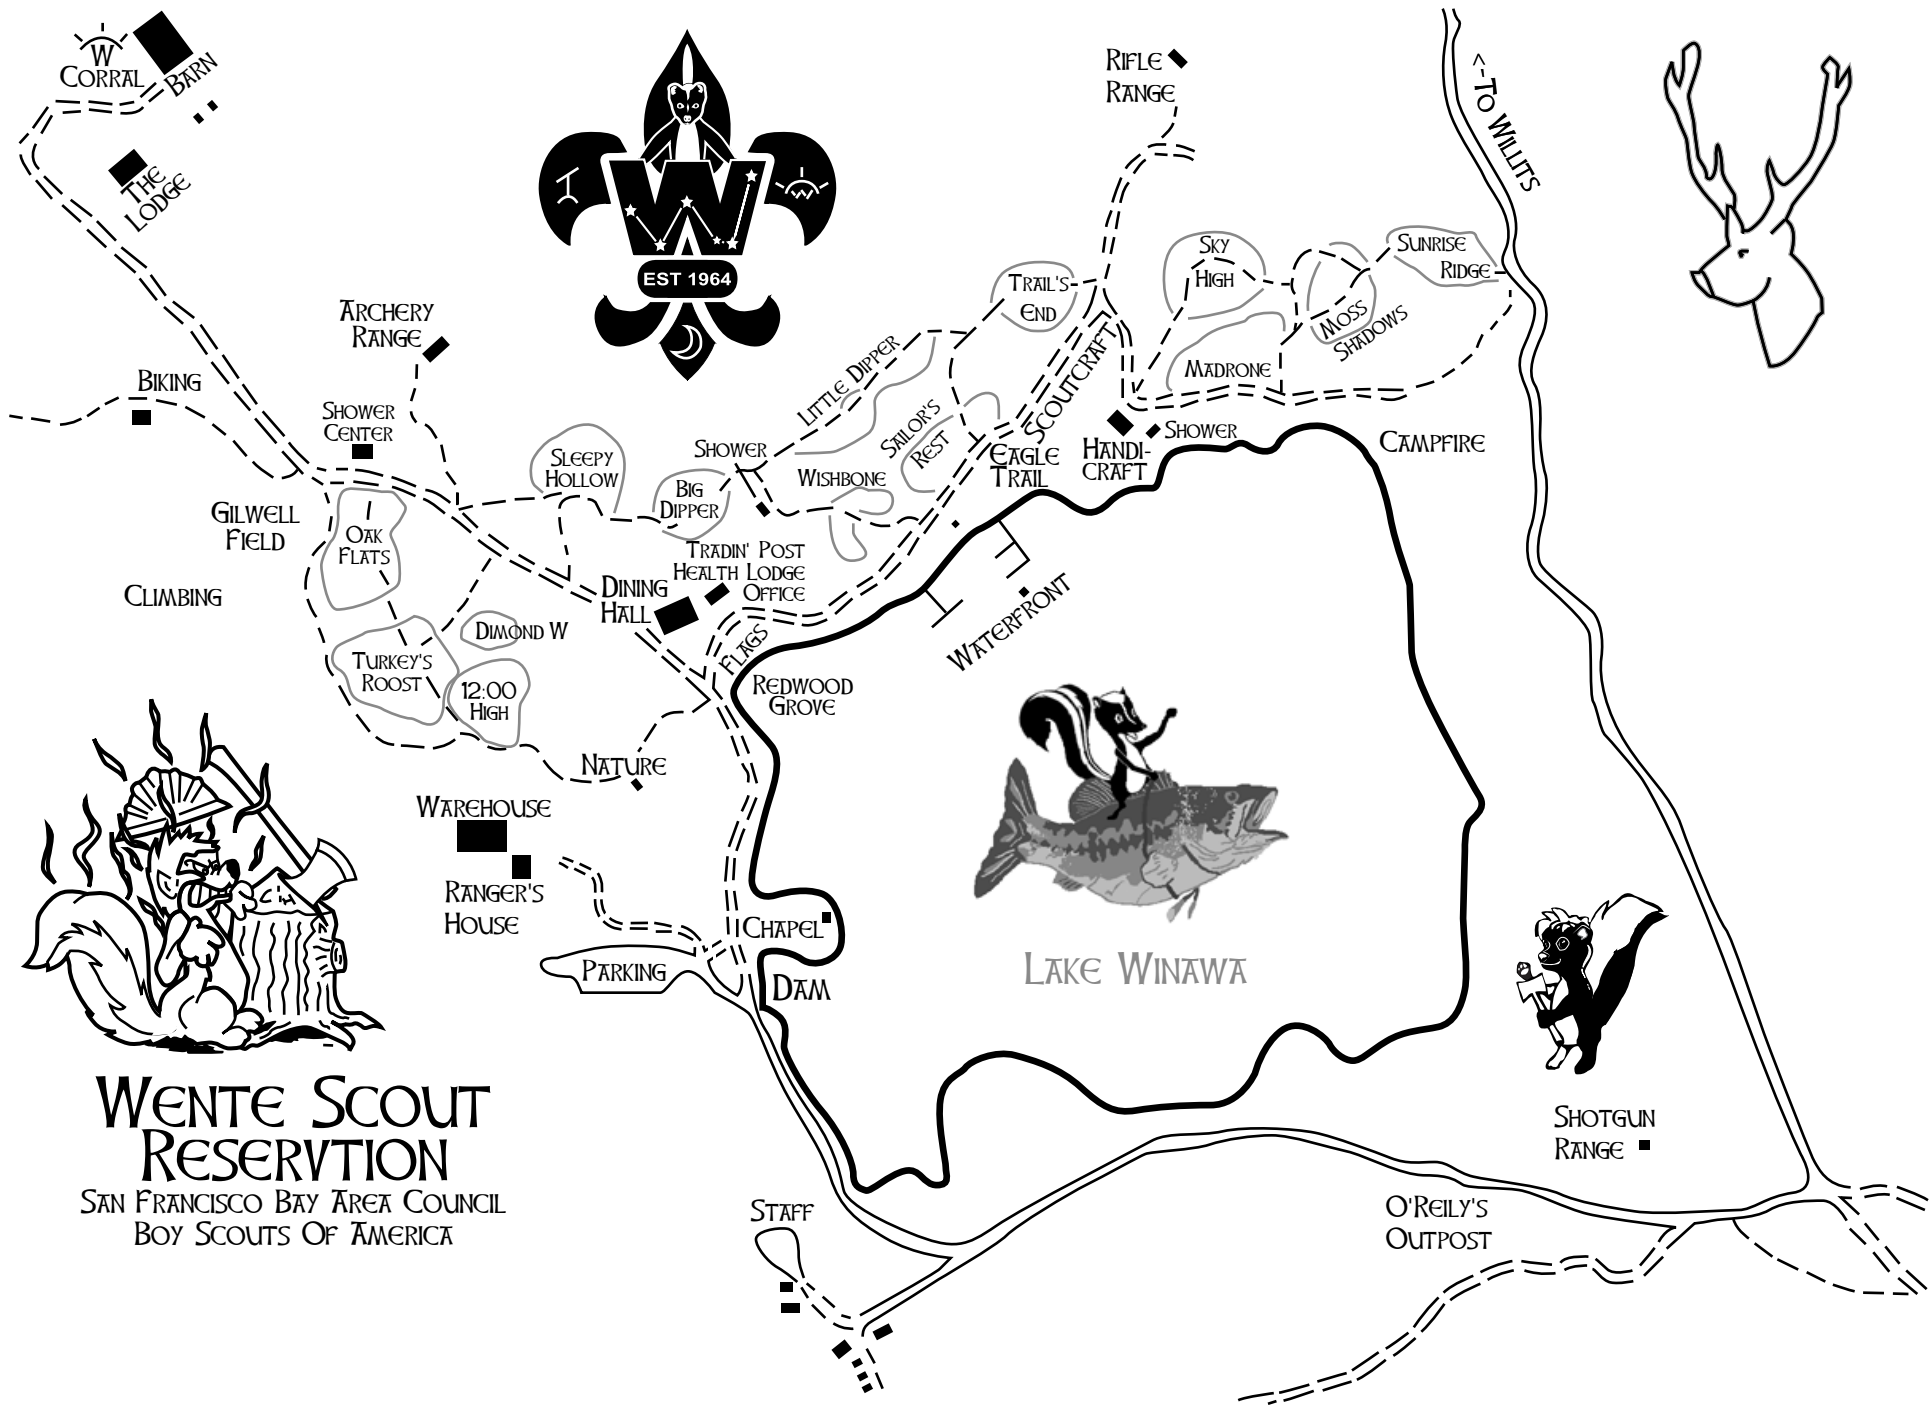 W
CORRAL
BARN
THE
LODGE
EST 1964
RIFLE
RANGE
<-TO WILLITS
ARCHERY
RANGE
BIKING
SHOWER
CENTER
SKY
HIGH
SUNRISE
RIDGE
TRAIL'S
END
MOSS
SHADOWS
MADRONE
LITTLE DIPPER
SCOUTCRAFT
SAILOR'S
REST
EAGLE
TRAIL
HANDI-
CRAFT
SHOWER
CAMPFIRE
SLEEPY
HOLLOW
SHOWER
BIG
DIPPER
WISHBONE
GILWELL
FIELD
OAK
FLATS
CLIMBING
TRADIN' POST
HEALTH LODGE
OFFICE
DINING
HALL
FLAGS
WATERFRONT
DIMOND W
TURKEY'S
ROOST
12:00
HIGH
REDWOOD
GROVE
NATURE
WAREHOUSE
RANGER'S
HOUSE
CHAPEL
PARKING
DAM
LAKE WINAWA
WENTE SCOUT
RESERVTION
SAN FRANCISCO BAY AREA COUNCIL
BOY SCOUTS OF AMERICA
STAFF
SHOTGUN
RANGE
O'REILY'S
OUTPOST